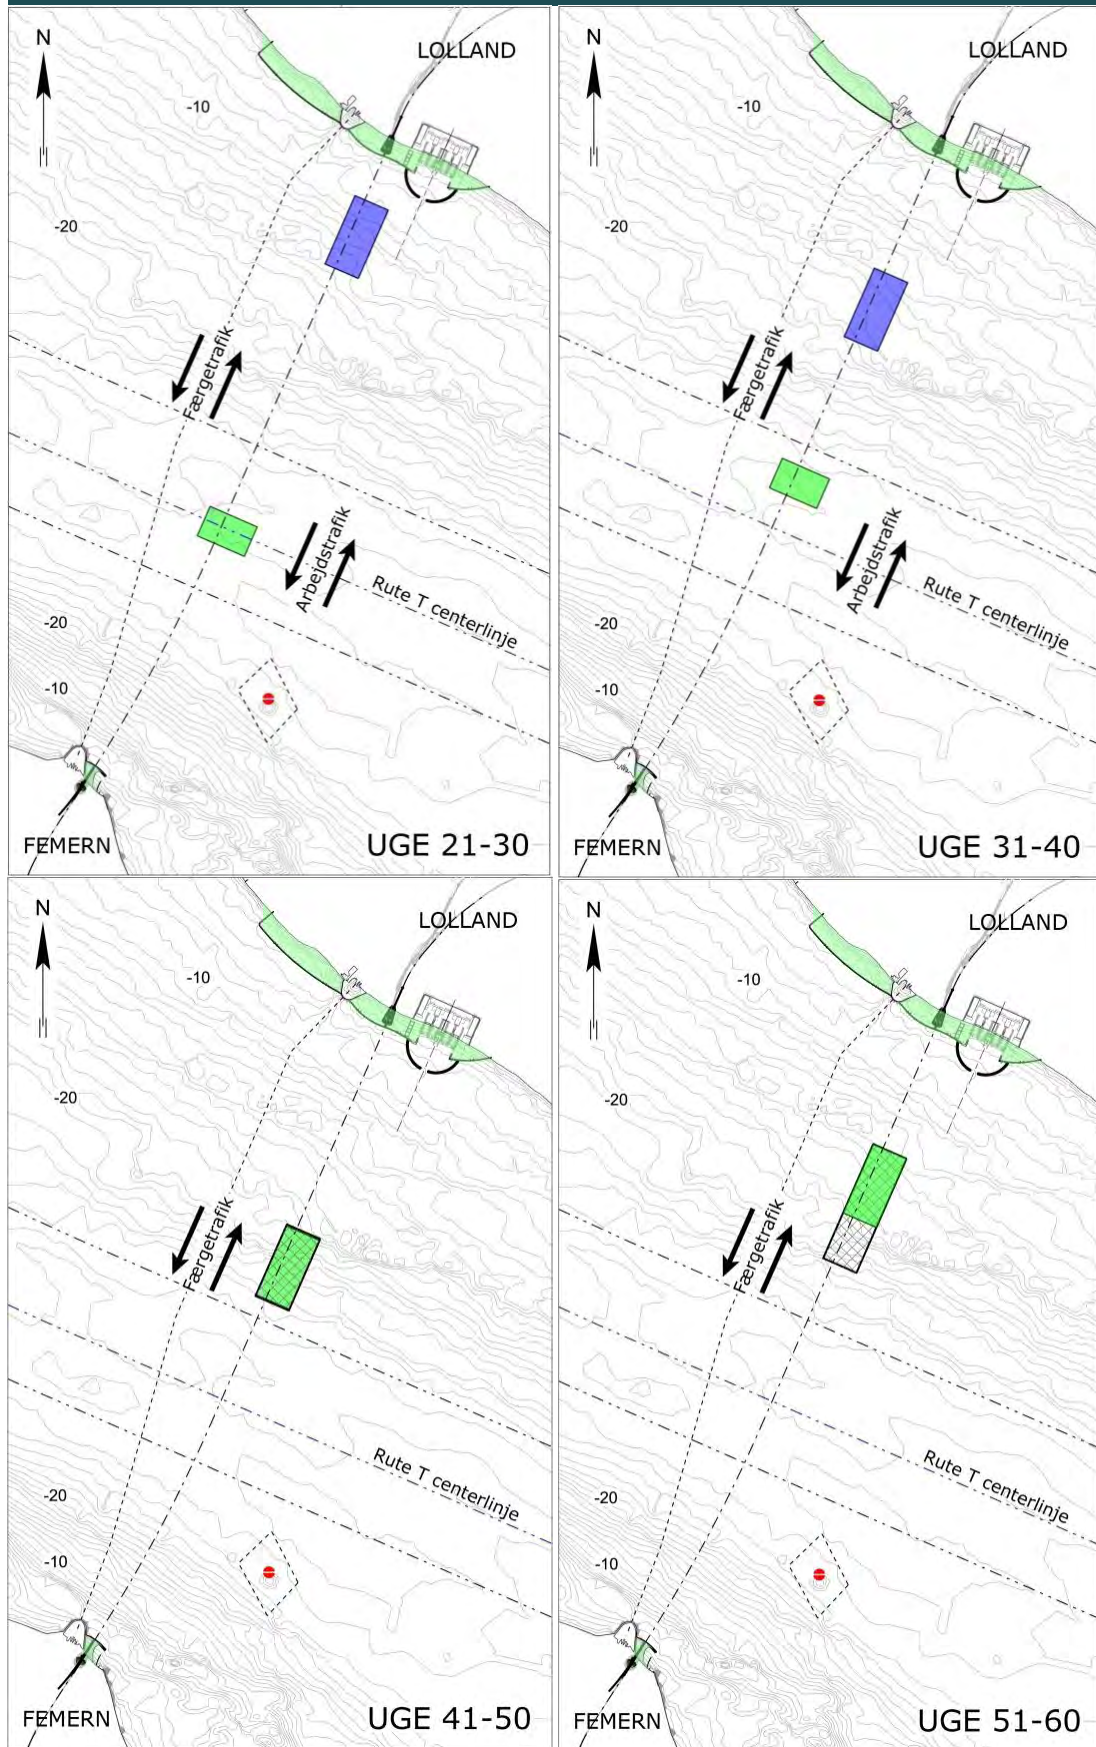 N
LOLLAND
-10
-20
Færgetrafik
Arbejdstrafik
Rute T centerlinje
-20
-10
FEMERN
UGE 21-30
N
LOLLAND
-10
-20
Færgetrafik
Arbejdstrafik
Rute T centerlinje
-20
-10
FEMERN
UGE 31-40
N
LOLLAND
-10
-20
Færgetrafik
Rute T centerlinje
-20
-10
FEMERN
UGE 41-50
N
LOLLAND
-10
-20
Færgetrafik
Rute T centerlinje
-20
-10
FEMERN
UGE 51-60